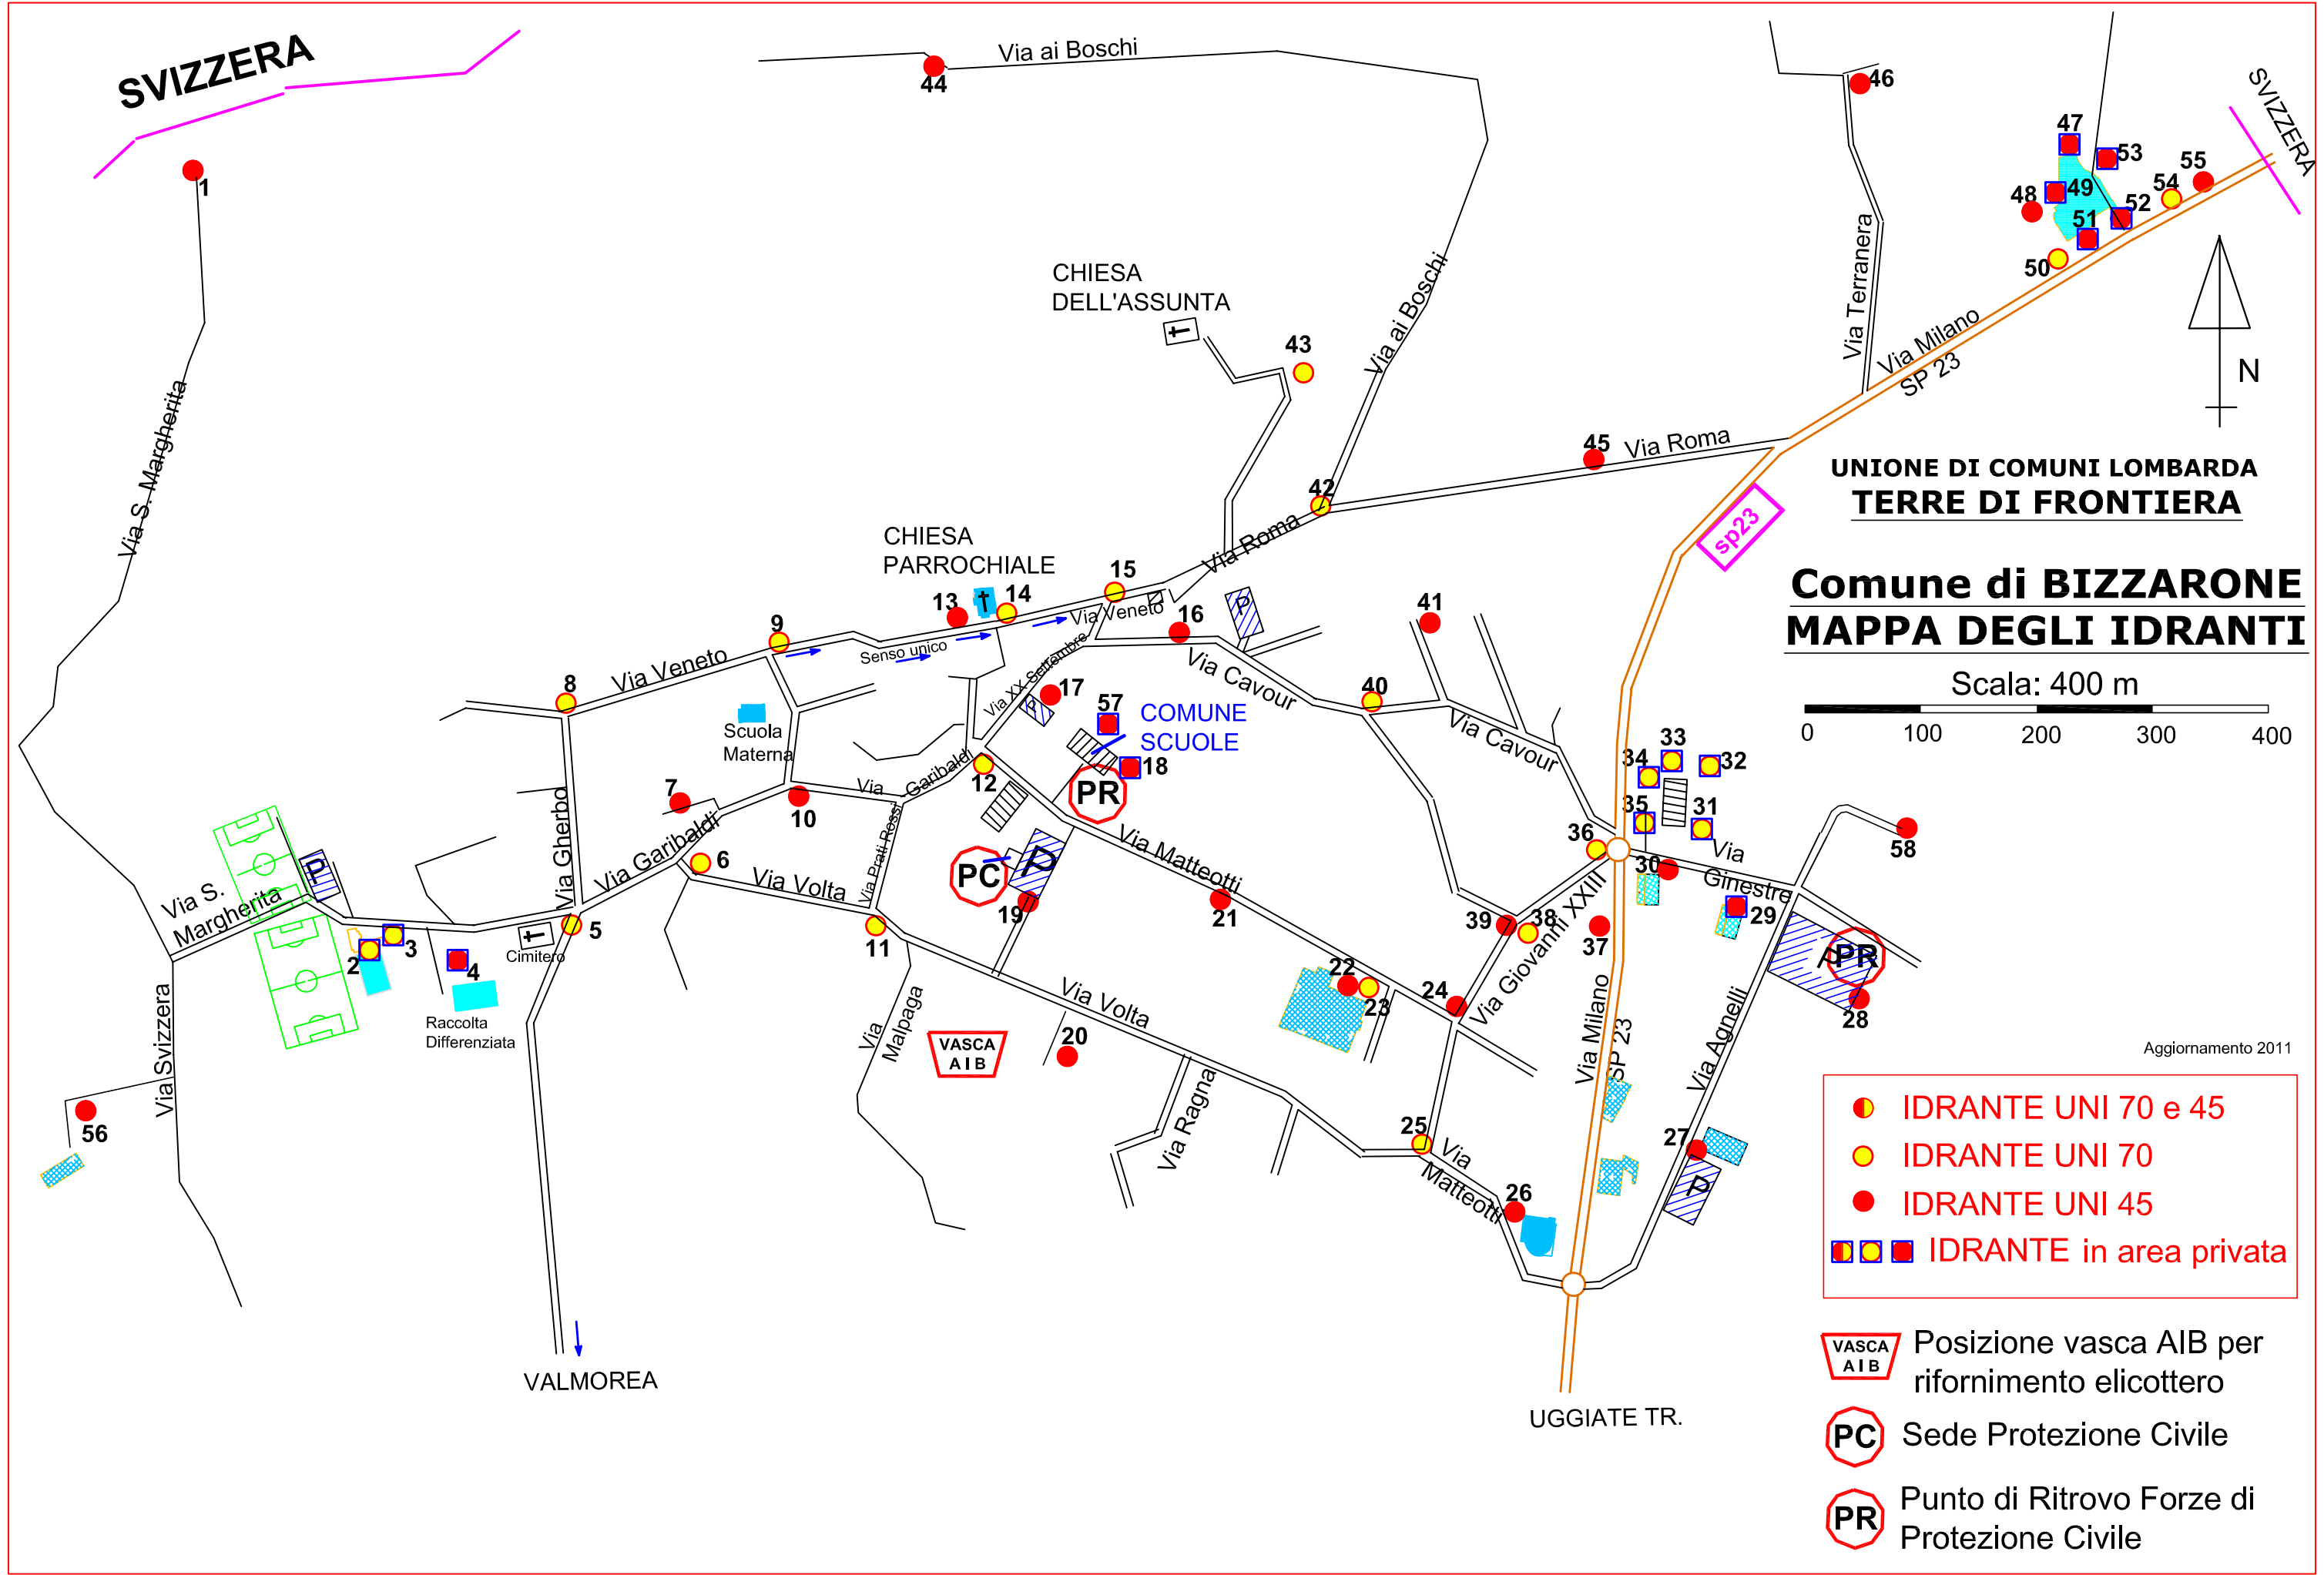 SVIZZERA
Via ai Boschi
44
46
SVIZZERA
1
47
53
55
54
48
49
52
51
50
Via S. Margherita
CHIESA
DELL'ASSUNTA
43
Via ai Boschi
Via Terranera
Via Milano
SP 23
N
45
Via Roma
42
Via Roma
UNIONE DI COMUNI LOMBARDA
TERRE DI FRONTIERA
sp23
CHIESA
PARROCHIALE
Comune di BIZZARONE
MAPPA DEGLI IDRANTI
Scala: 400 m
0 100 200 300 400
13
14
15
Via Veneto
16
P
41
9
Senso unico
Via Veneto
8
Via XX Settembre
17
P
57
COMUNE
SCUOLE
18
PR
Via Cavour
40
Via Cavour
Scuola
Materna
7
10
Via Garibaldi
12
33
34
32
35
31
36
30
Via
Ginestre
58
Via Gherbo
Via Garibaldi
6
Via Volta
Via Prati Rossi
PC
P
19
Via Matteotti
21
P
Via S.
Margherita
2
3
4
Cimitero
5
11
Raccolta
Differenziata
39
38
37
29
Via Giovanni XXIII
P
PR
28
Via Svizzera
56
Via
Malpaga
VASCA
A I B
20
Via Volta
22
23
24
Via Milano
SP 23
Via Agnelli
Via Ragna
25
Via
Matteotti
26
27
P
VALMOREA
UGGIATE TR.
Aggiornamento 2011
IDRANTE UNI 70 e 45
IDRANTE UNI 70
IDRANTE UNI 45
IDRANTE in area privata
VASCA
A I B
Posizione vasca AIB per
rifornimento elicottero
PC
Sede Protezione Civile
PR
Punto di Ritrovo Forze di
Protezione Civile